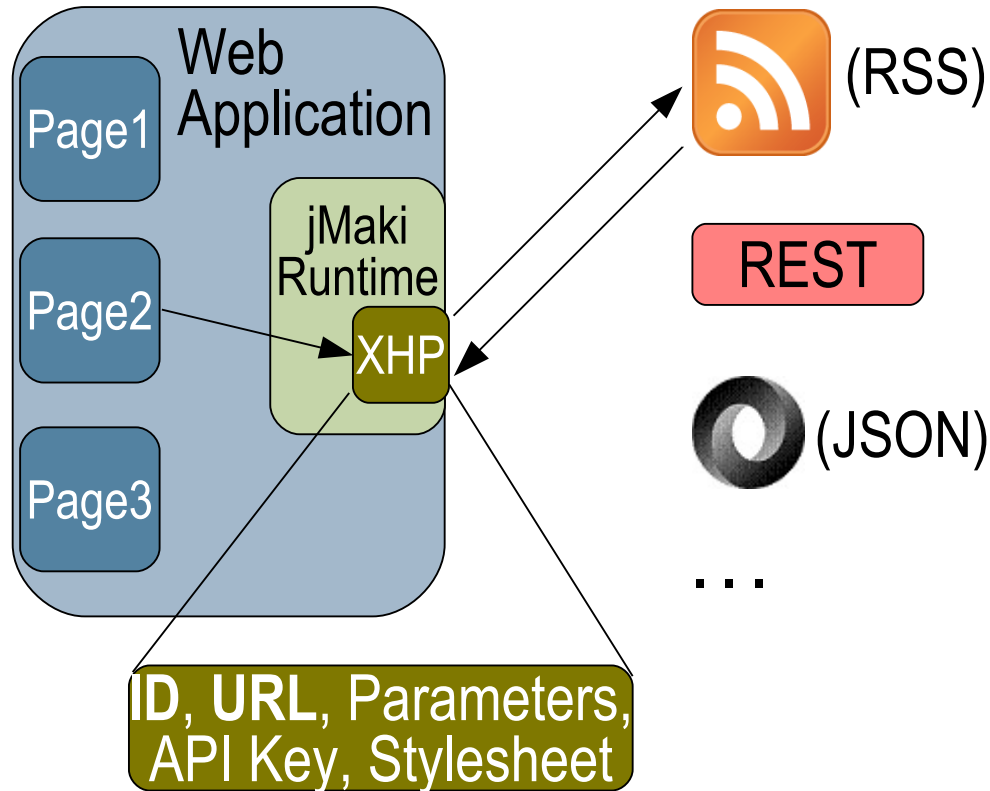 Web
Application
Page1
jMaki
Runtime
Page2
XHP
Page3
(RSS)
REST
(JSON)
...
ID, URL, Parameters,
API Key, Stylesheet